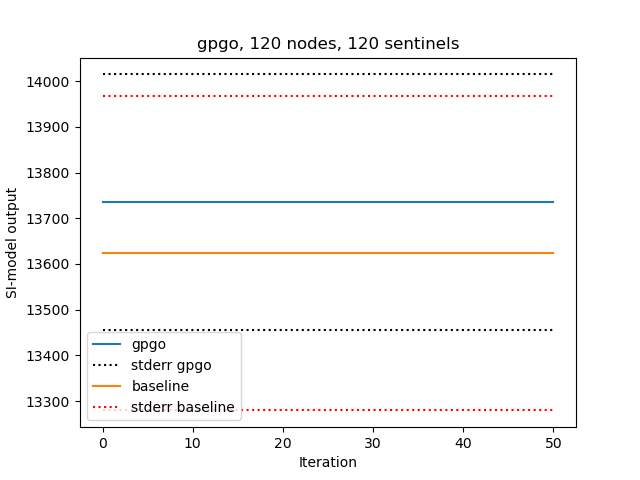 gpgo, 120 nodes, 120 sentinels
SI-model output
14000
13900
13800
13700
13600
13500
13400
13300
gpgo
stderr gpgo
baseline
stderr baseline
0 10 20 30 40 50
Iteration